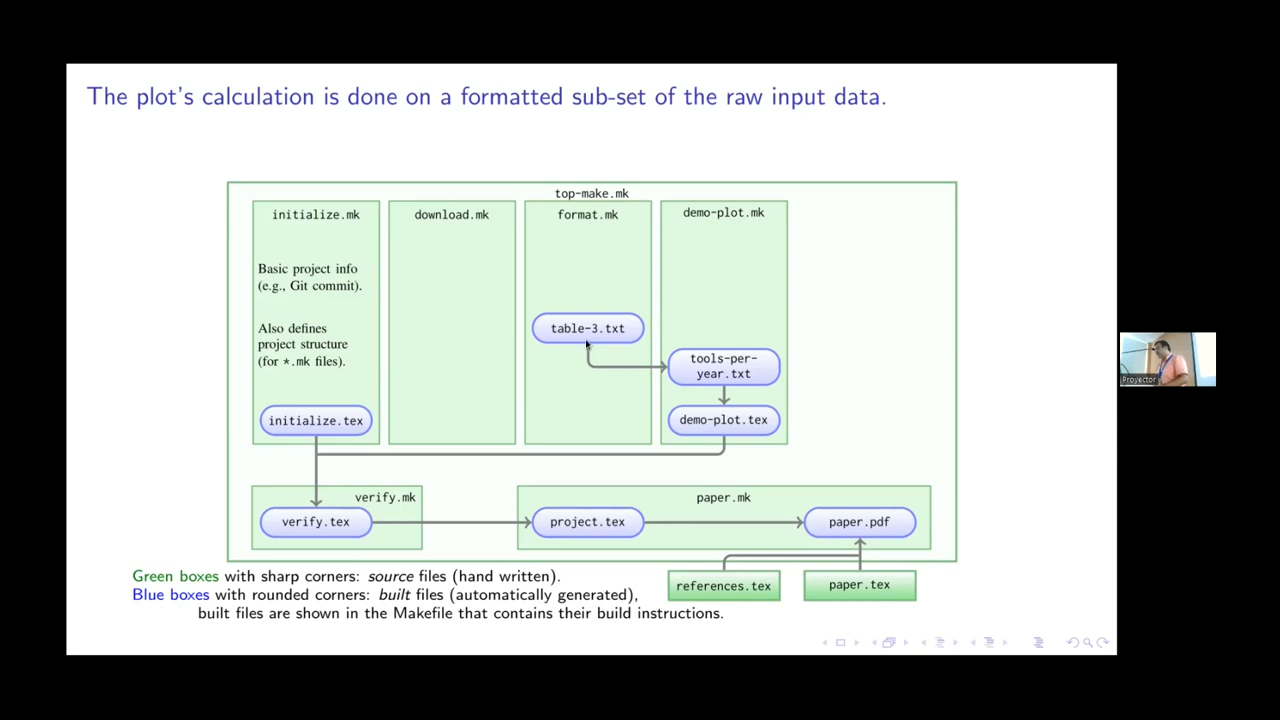 The plot's calculation is done on a formatted sub-set of the raw input data.
top-make.mk
initialize.mk
download.mk
format.mk
demo-plot.mk
Basic project info
(e.g., Git commit).
Also defines
project structure
(for *.mk files).
table-3.txt
tools-per-
year.txt
initialize.tex
demo-plot.tex
verify.mk
paper.mk
verify.tex
project.tex
paper.pdf
references.tex
paper.tex
Green boxes with sharp corners: source files (hand written).
Blue boxes with rounded corners: built files (automatically generated),
built files are shown in the Makefile that contains their build instructions.
Proyector